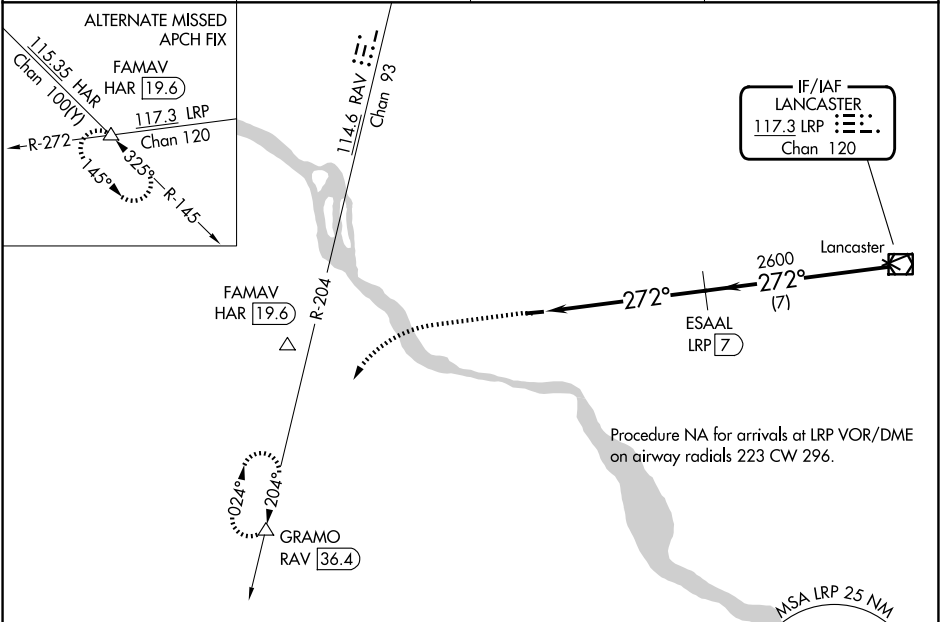 ALTERNATE MISSED
APCH FIX
115.35 HAR
Chan 100(Y)
FAMAV
HAR 19.6
117.3 LRP
Chan 120
R-272
145°
325°
R-145
114.6 RAV
Chan 93
R-204
IF/IAF
LANCASTER
117.3 LRP
Chan 120
Lancaster
2600
272°
(7)
272°
ESAAL
LRP 7
FAMAV
HAR 19.6
Procedure NA for arrivals at LRP VOR/DME
on airway radials 223 CW 296.
024°
204°
GRAMO
RAV 36.4
MSA LRP 25 NM